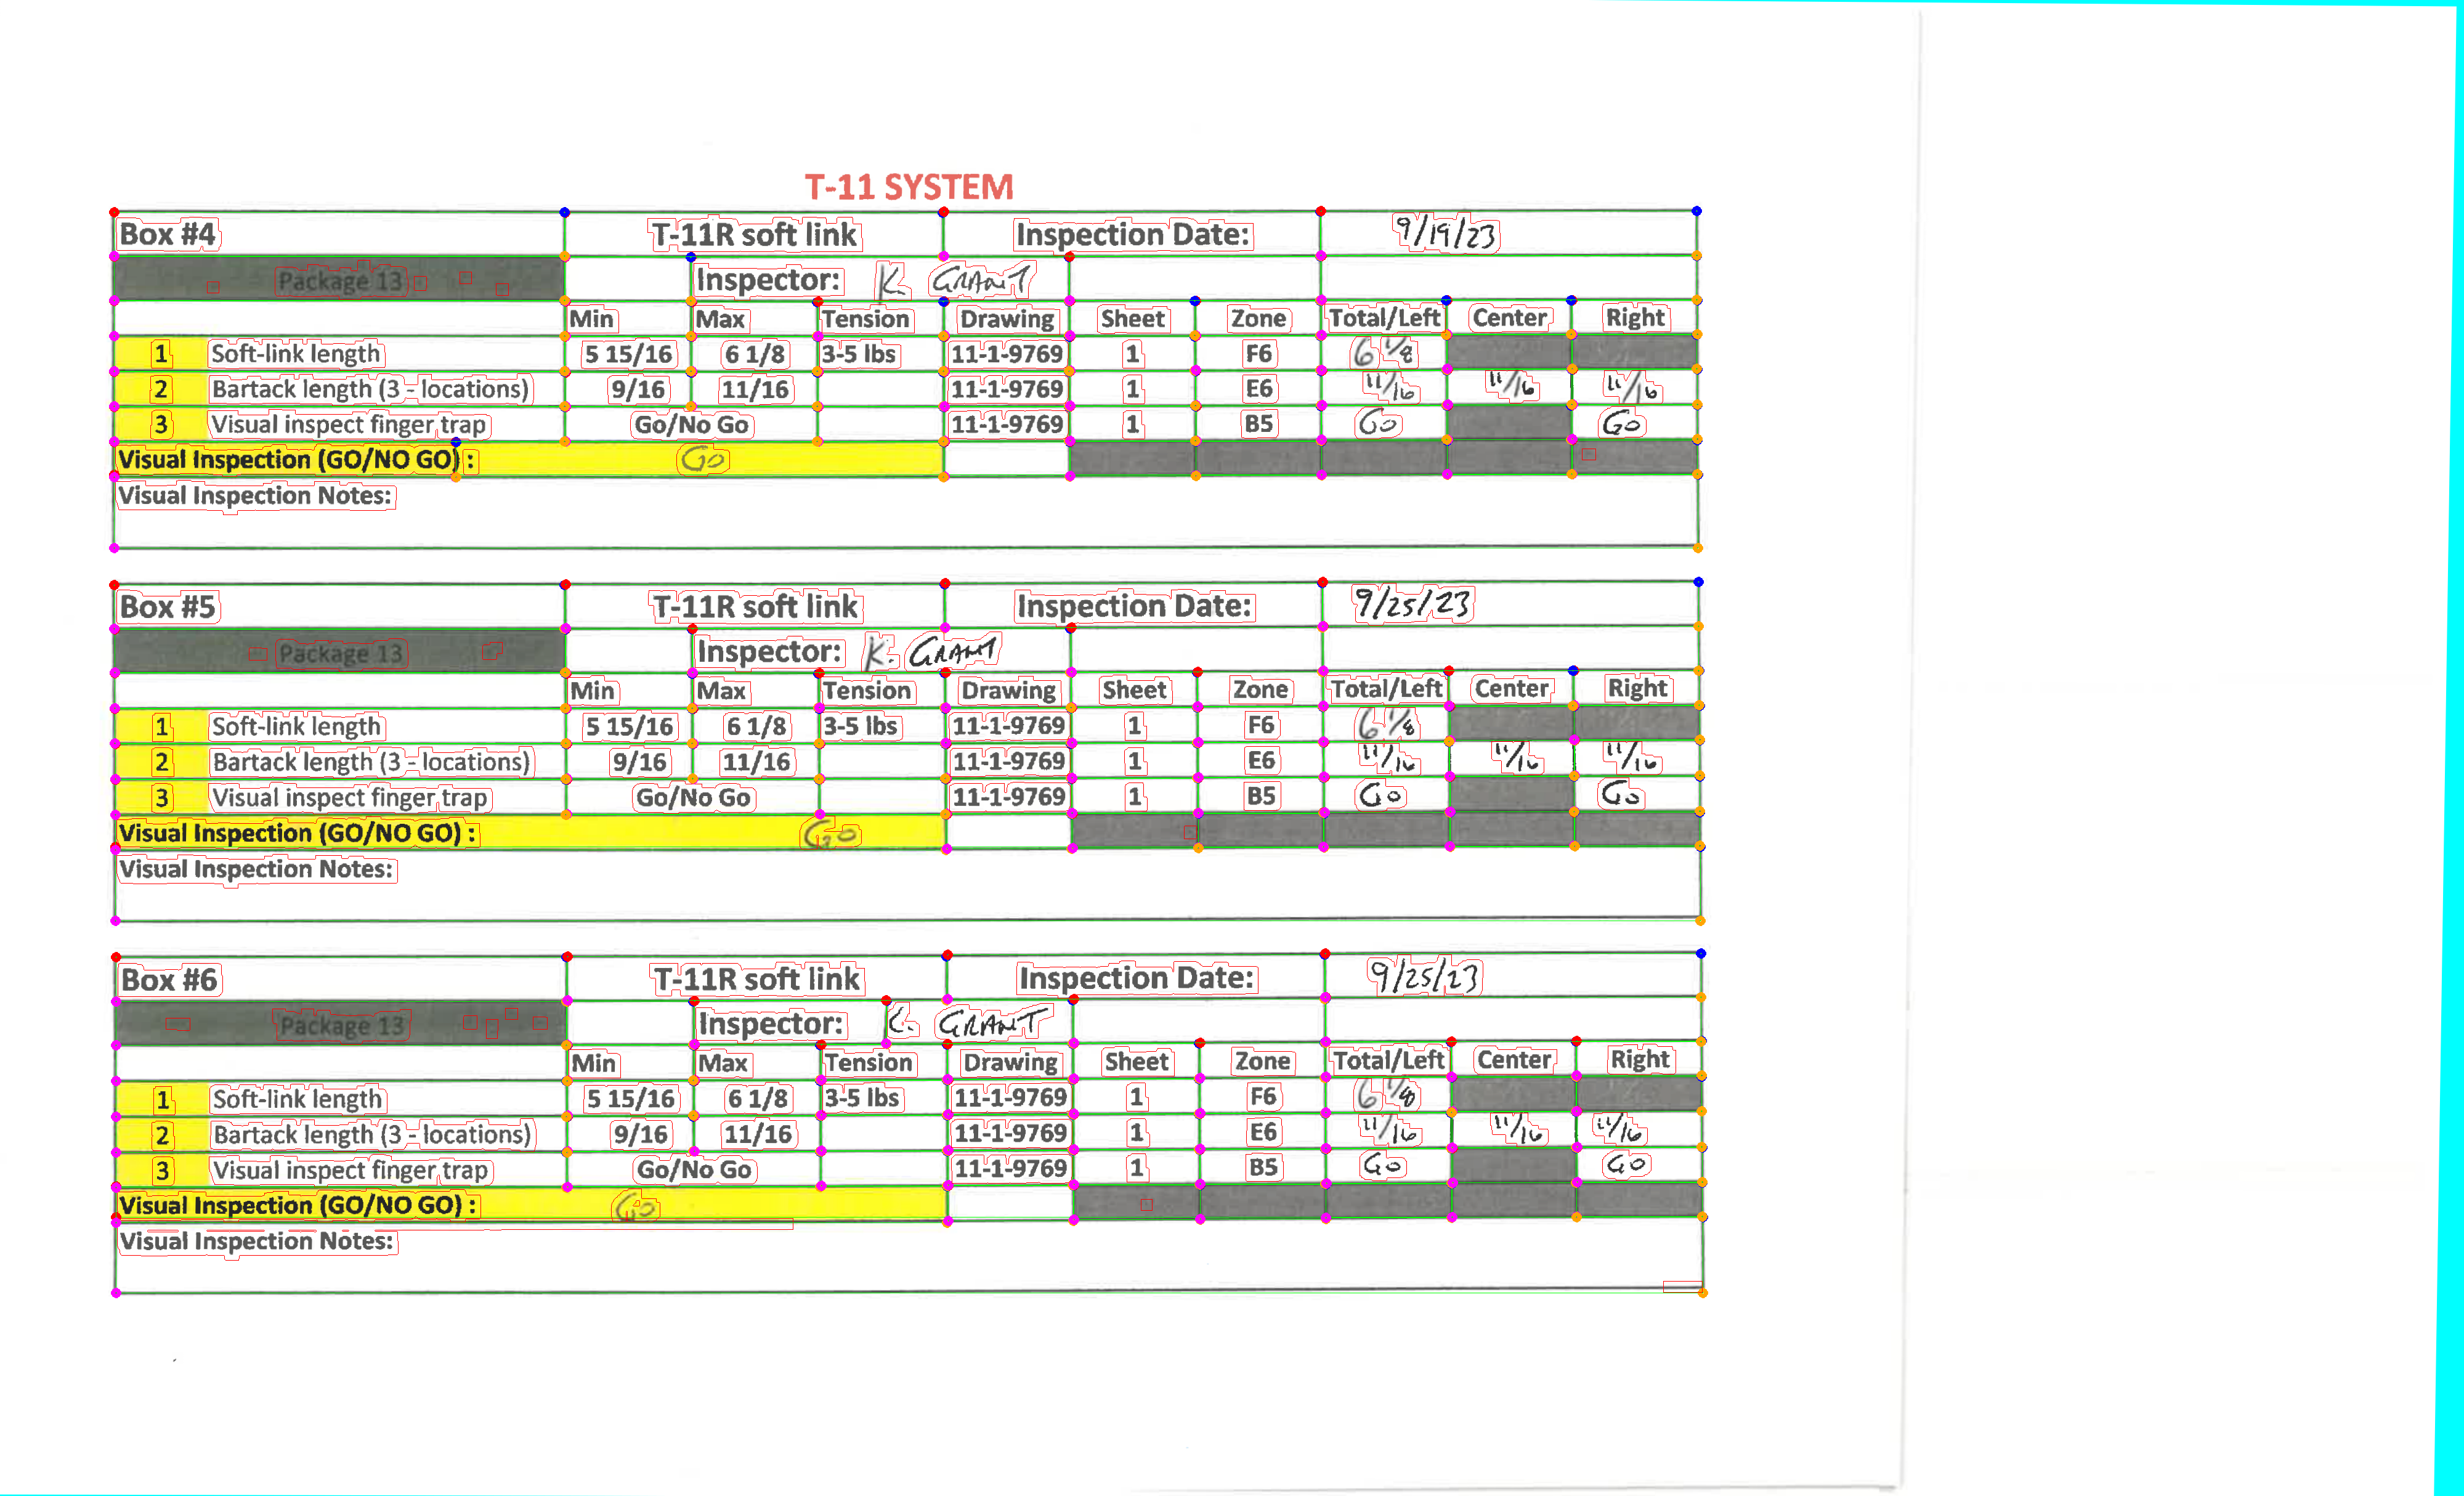 T-11 SYSTEM
Box #4 T-11R soft link Inspection Date: 9/19/23
Package 13 Inspector: K. GRANT
Min Max Tension Drawing Sheet Zone Total/Left Center Right
1 Soft-link length 5 15/16 6 1/8 3-5 lbs 11-1-9769 1 F6 6 1/8
2 Bartack length (3 - locations) 9/16 11/16 11-1-9769 1 E6 11/16 11/16 11/16
3 Visual inspect finger trap Go/No Go 11-1-9769 1 B5 GO GO
Visual Inspection (GO/NO GO) : GO
Visual Inspection Notes:
Box #5 T-11R soft link Inspection Date: 9/25/23
Package 13 Inspector: K. GRANT
Min Max Tension Drawing Sheet Zone Total/Left Center Right
1 Soft-link length 5 15/16 6 1/8 3-5 lbs 11-1-9769 1 F6 6 1/8
2 Bartack length (3 - locations) 9/16 11/16 11-1-9769 1 E6 11/16 11/16 11/16
3 Visual inspect finger trap Go/No Go 11-1-9769 1 B5 GO GO
Visual Inspection (GO/NO GO) : GO
Visual Inspection Notes:
Box #6 T-11R soft link Inspection Date: 9/25/23
Package 13 Inspector: K. GRANT
Min Max Tension Drawing Sheet Zone Total/Left Center Right
1 Soft-link length 5 15/16 6 1/8 3-5 lbs 11-1-9769 1 F6 6 1/8
2 Bartack length (3 - locations) 9/16 11/16 11-1-9769 1 E6 11/16 11/16 11/16
3 Visual inspect finger trap Go/No Go 11-1-9769 1 B5 GO GO
Visual Inspection (GO/NO GO) : GO
Visual Inspection Notes: